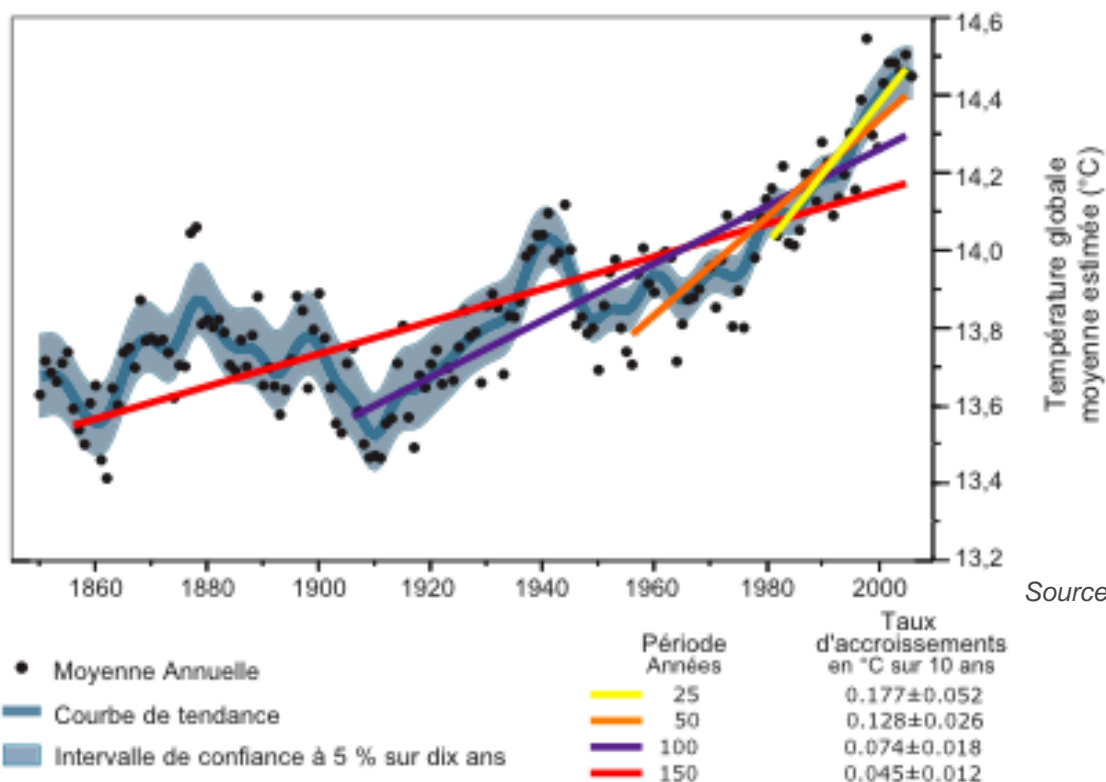 14,6
14,4
14,2
14,0
13,8
13,6
13,4
13,2
Température globale
moyenne estimée (°C)
1860 1880 1900 1920 1940 1960 1980 2000
Source
Moyenne Annuelle
Courbe de tendance
Intervalle de confiance à 5 % sur dix ans
Période
Années
Taux
d'accroissements
en °C sur 10 ans
25 0.177±0.052
50 0.128±0.026
100 0.074±0.018
150 0.045±0.012